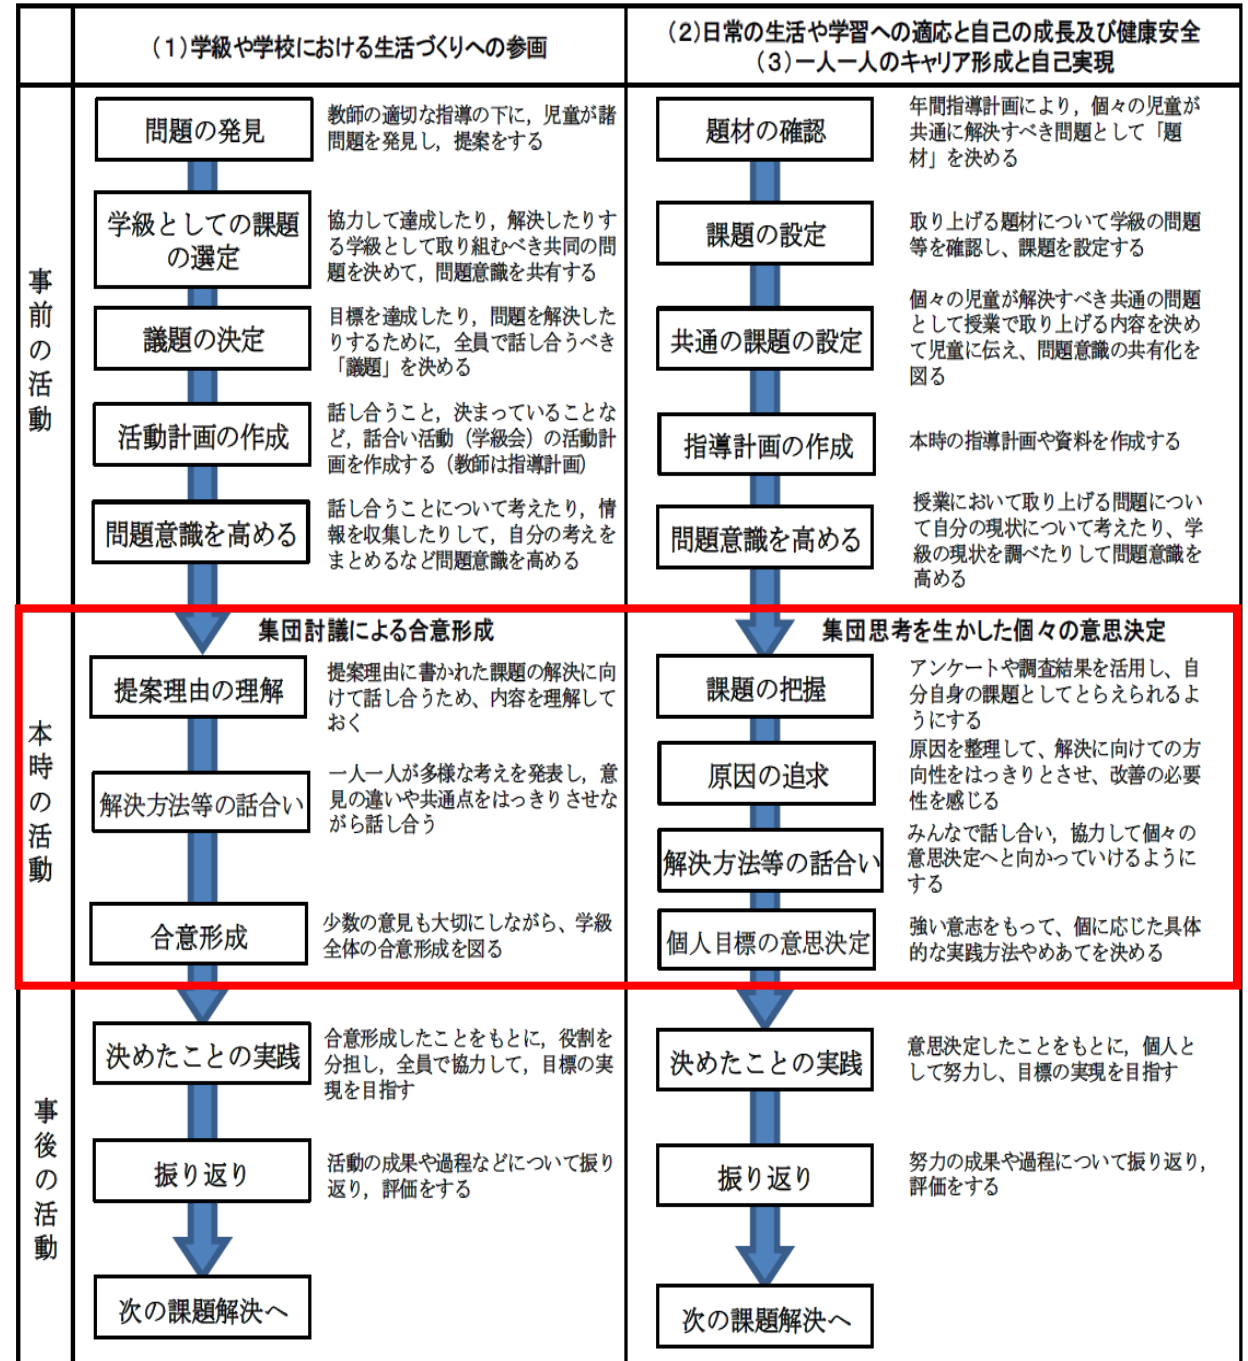 (1)学級や学校における生活づくりへの参画
(2)日常の生活や学習への適応と自己の成長及び健康安全
(3)一人一人のキャリア形成と自己実現
事前の活動
問題の発見
教師の適切な指導の下に，児童が諸
問題を発見し，提案をする
学級としての課題
の選定
協力して達成したり，解決したりす
る学級として取り組むべき共同の問
題を決めて，問題意識を共有する
議題の決定
目標を達成したり，問題を解決した
りするために，全員で話し合うべき
「議題」を決める
活動計画の作成
話し合うこと，決まっていることな
ど，話合い活動（学級会）の活動計
画を作成する（教師は指導計画）
問題意識を高める
話し合うことについて考えたり，情
報を収集したりして，自分の考えを
まとめるなど問題意識を高める
題材の確認
年間指導計画により，個々の児童が
共通に解決すべき問題として「題
材」を決める
課題の設定
取り上げる題材について学級の問題
等を確認し、課題を設定する
共通の課題の設定
個々の児童が解決すべき共通の問題
として授業で取り上げる内容を決め
て児童に伝え、問題意識の共有化を
図る
指導計画の作成
本時の指導計画や資料を作成する
問題意識を高める
授業において取り上げる問題につい
て自分の現状について考えたり、学
級の現状を調べたりして問題意識を
高める
本時の活動
集団討議による合意形成
提案理由の理解
提案理由に書かれた課題の解決に向
けて話し合うため、内容を理解して
おく
解決方法等の話合い
一人一人が多様な考えを発表し，意
見の違いや共通点をはっきりさせな
がら話し合う
合意形成
少数の意見も大切にしながら、学級
全体の合意形成を図る
集団思考を生かした個々の意思決定
課題の把握
アンケートや調査結果を活用し、自
分自身の課題としてとらえられるよ
うにする
原因の追求
原因を整理して、解決に向けての方
向性をはっきりとさせ、改善の必要
性を感じる
解決方法等の話合い
みんなで話し合い，協力して個々の
意思決定へと向かっていけるように
する
個人目標の意思決定
強い意志をもって、個に応じた具体
的な実践方法やめあてを決める
事後の活動
決めたことの実践
合意形成したことをもとに，役割を
分担し，全員で協力して，目標の実
現を目指す
振り返り
活動の成果や過程などについて振り
返り，評価をする
次の課題解決へ
決めたことの実践
意思決定したことをもとに，個人と
して努力し、目標の実現を目指す
振り返り
努力の成果や過程について振り返り，
評価をする
次の課題解決へ